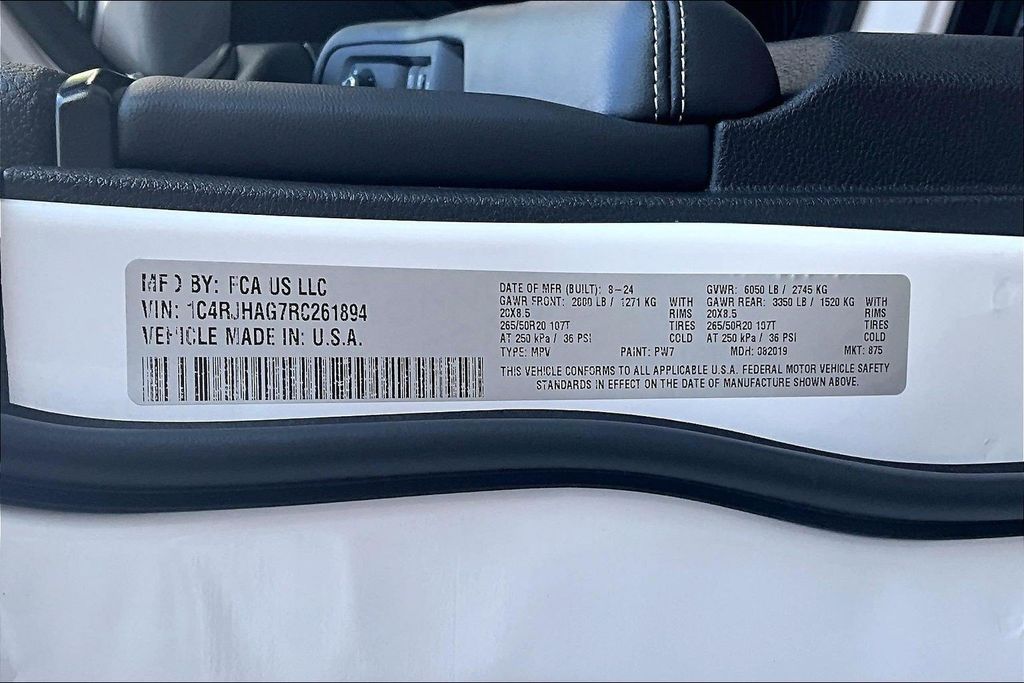 MFD BY: FCA US LLC
VIN: 1C4RJHAG7RC261894
VEHICLE MADE IN: U.S.A.
DATE OF MFR (BUILT): 8-24
GAWR FRONT: 2800 LB / 1271 KG WITH
20X8.5 RIMS
265/50R20 107T TIRES
AT 250 kPa / 36 PSI COLD
GVWR: 6050 LB / 2745 KG
GAWR REAR: 3350 LB / 1520 KG WITH
20X8.5 RIMS
265/50R20 107T TIRES
AT 250 kPa / 36 PSI COLD
TYPE: MPV PAINT: PW7 MDH: 082019 MKT: 875
THIS VEHICLE CONFORMS TO ALL APPLICABLE U.S.A. FEDERAL MOTOR VEHICLE SAFETY
STANDARDS IN EFFECT ON THE DATE OF MANUFACTURE SHOWN ABOVE.